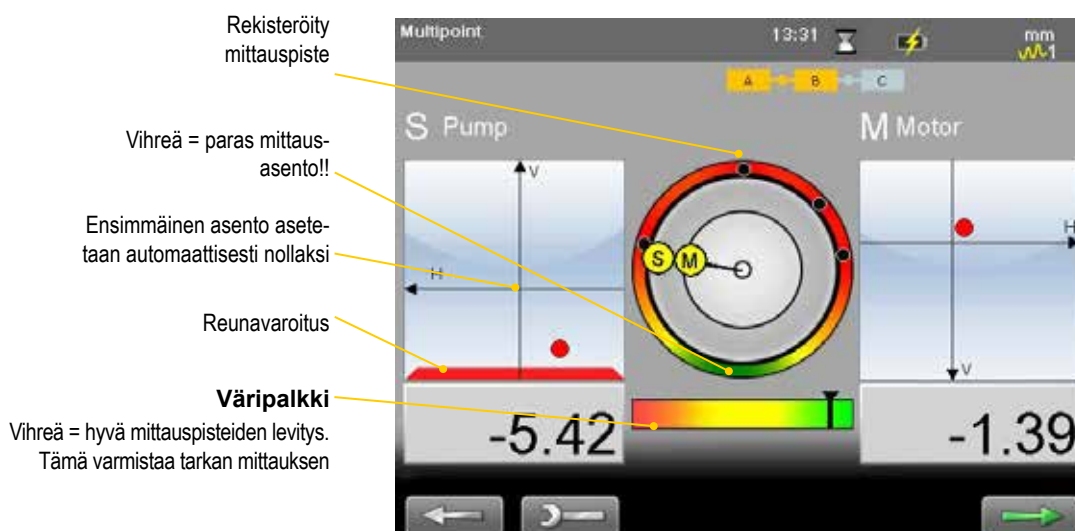 Rekisteröity
mittauspiste
Vihreä = paras mittaus-
asento!!
Ensimmäinen asento asete-
taan automaattisesti nollaksi
Reunavaroitus
Väripalkki
Vihreä = hyvä mittauspisteiden levitys.
Tämä varmistaa tarkan mittauksen
Multipoint
13:31
mm
1
A B C
S Pump
M Motor
V
H
S M
H
V
-5.42
-1.39